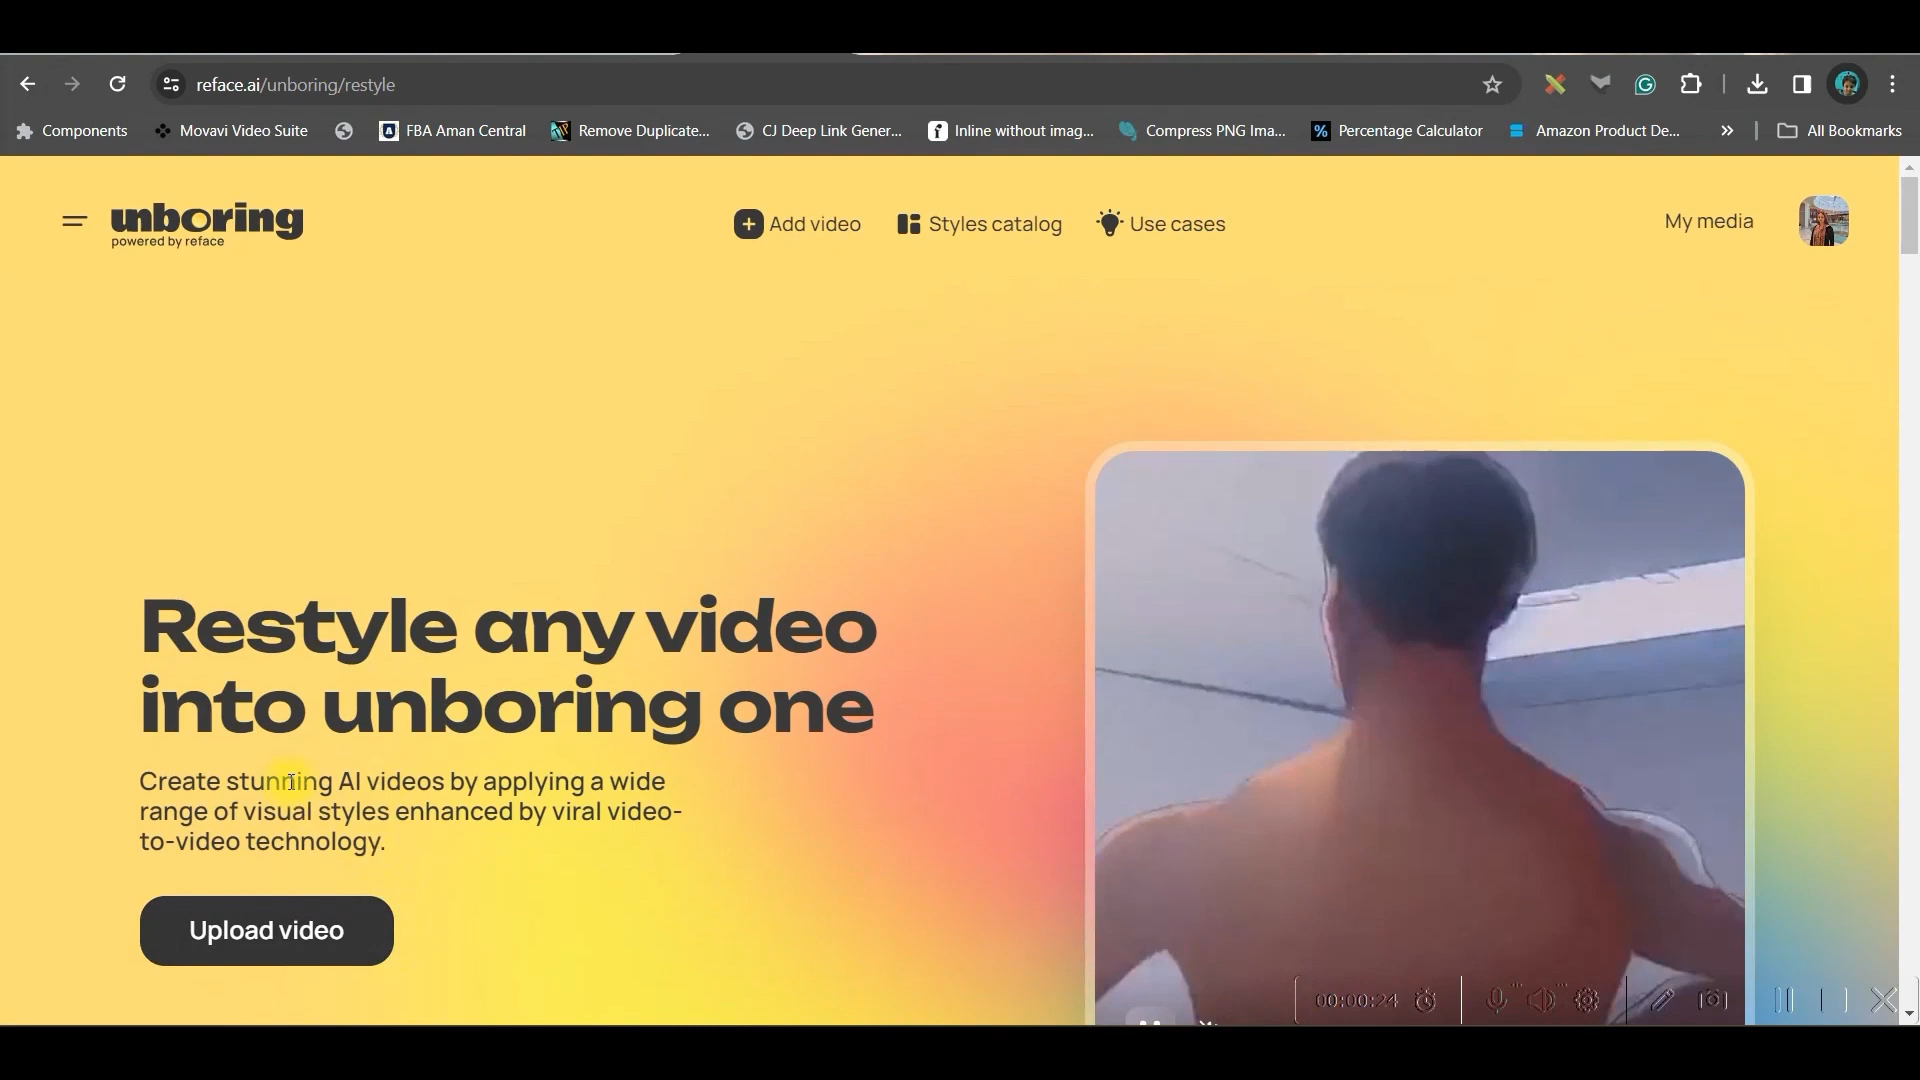 reface.ai/unboring/restyle
Components
Movavi Video Suite
FBA Aman Central
Remove Duplicate...
CJ Deep Link Gener...
Inline without imag...
Compress PNG Ima...
Percentage Calculator
Amazon Product De...
All Bookmarks
unboring
powered by reface
Add video
Styles catalog
Use cases
My media
Restyle any video
into unboring one
Create stunning AI videos by applying a wide
range of visual styles enhanced by viral video-
to-video technology.
Upload video
00:00:24